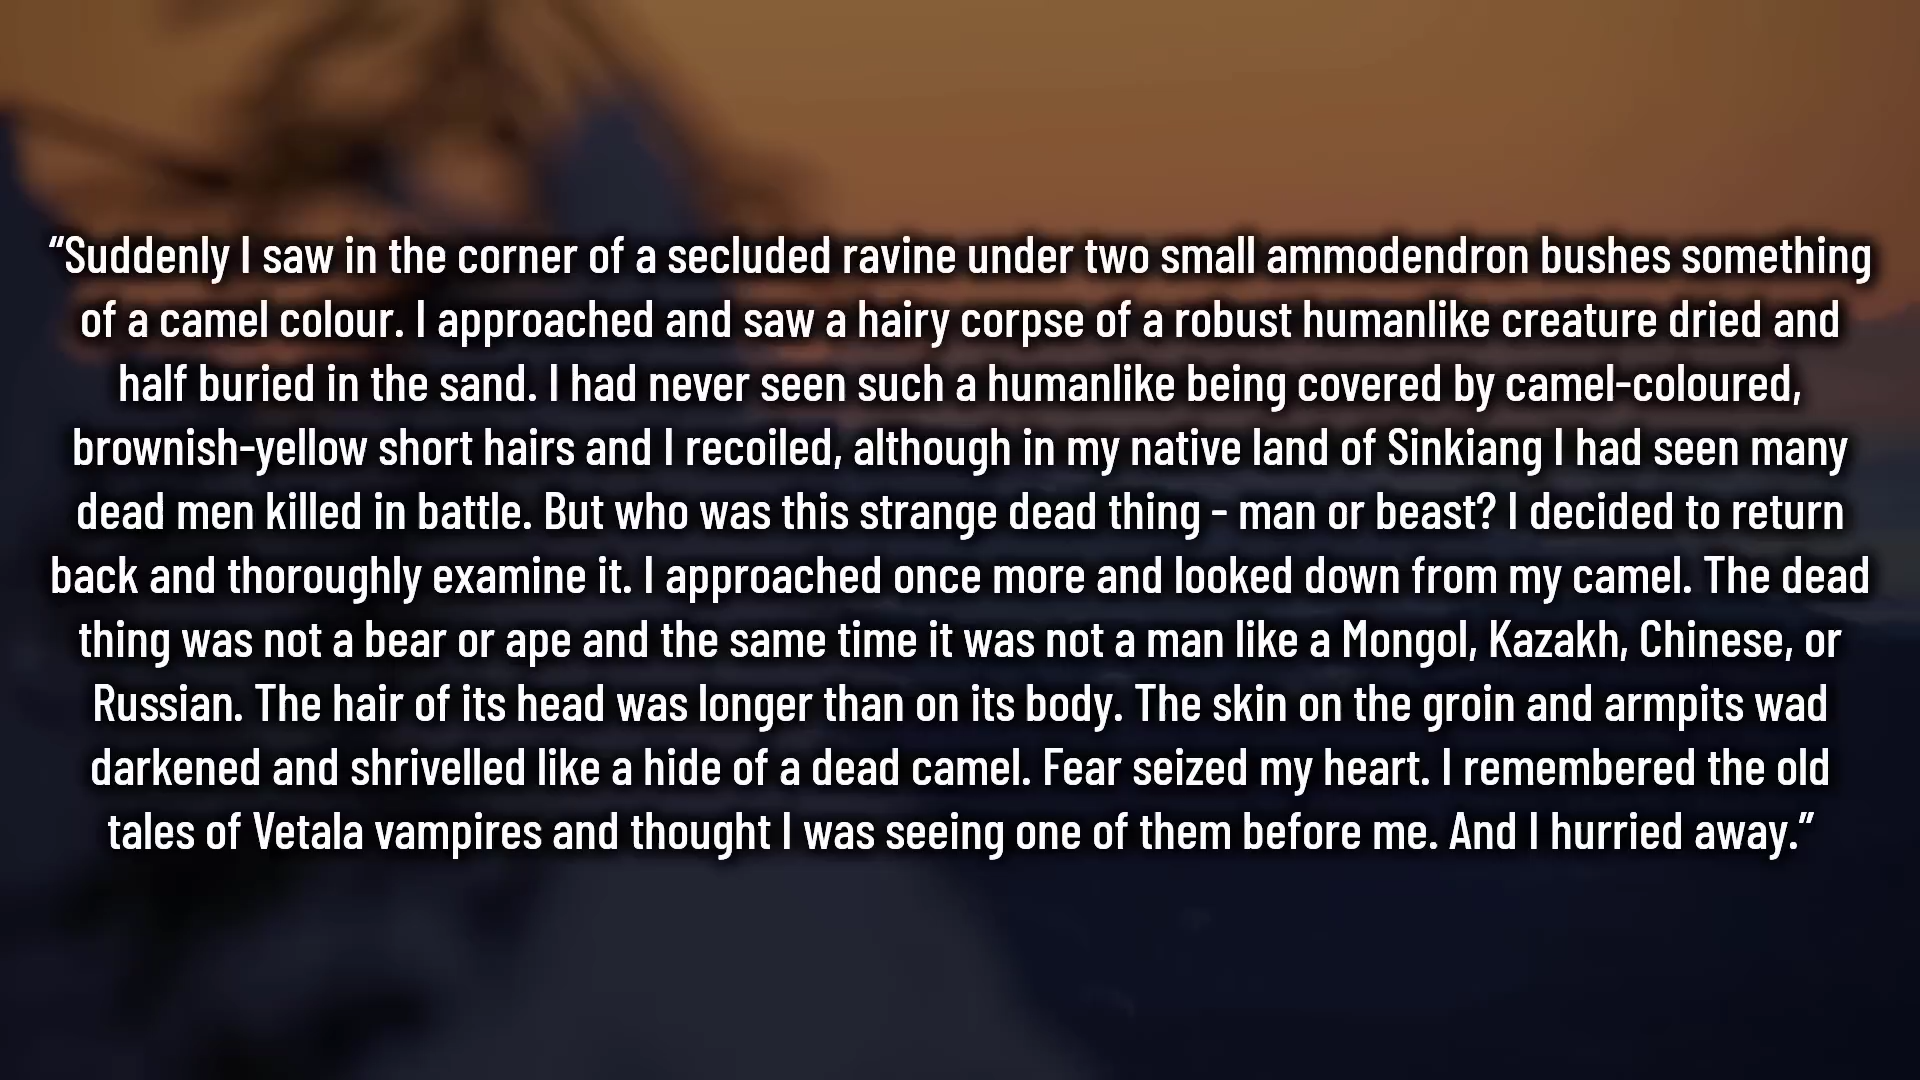 “Suddenly I saw in the corner of a secluded ravine under two small ammodendron bushes something
of a camel colour. I approached and saw a hairy corpse of a robust humanlike creature dried and
half buried in the sand. I had never seen such a humanlike being covered by camel-coloured,
brownish-yellow short hairs and I recoiled, although in my native land of Sinkiang I had seen many
dead men killed in battle. But who was this strange dead thing - man or beast? I decided to return
back and thoroughly examine it. I approached once more and looked down from my camel. The dead
thing was not a bear or ape and the same time it was not a man like a Mongol, Kazakh, Chinese, or
Russian. The hair of its head was longer than on its body. The skin on the groin and armpits wad
darkened and shrivelled like a hide of a dead camel. Fear seized my heart. I remembered the old
tales of Vetala vampires and thought I was seeing one of them before me. And I hurried away.”